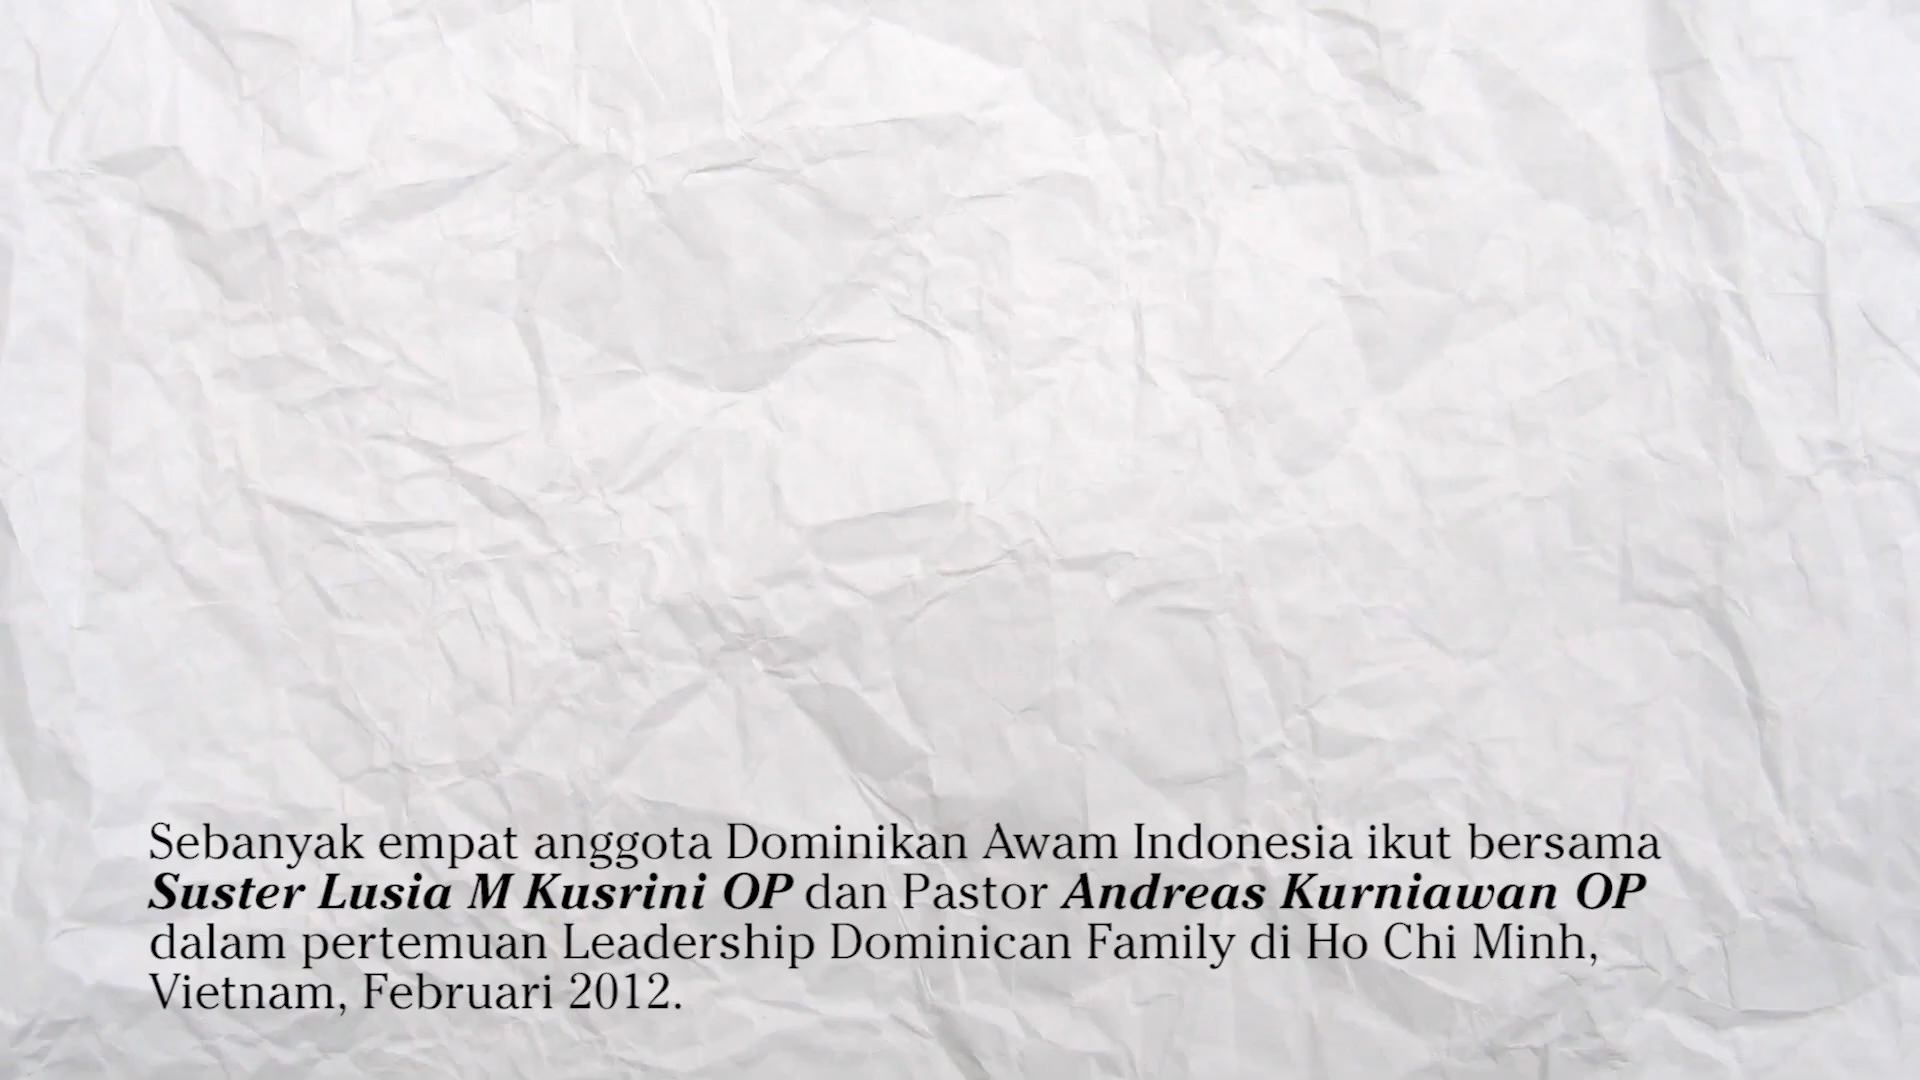 Sebanyak empat anggota Dominikan Awam Indonesia ikut bersama
Suster Lusia M Kusrini OP dan Pastor Andreas Kurniawan OP
dalam pertemuan Leadership Dominican Family di Ho Chi Minh,
Vietnam, Februari 2012.